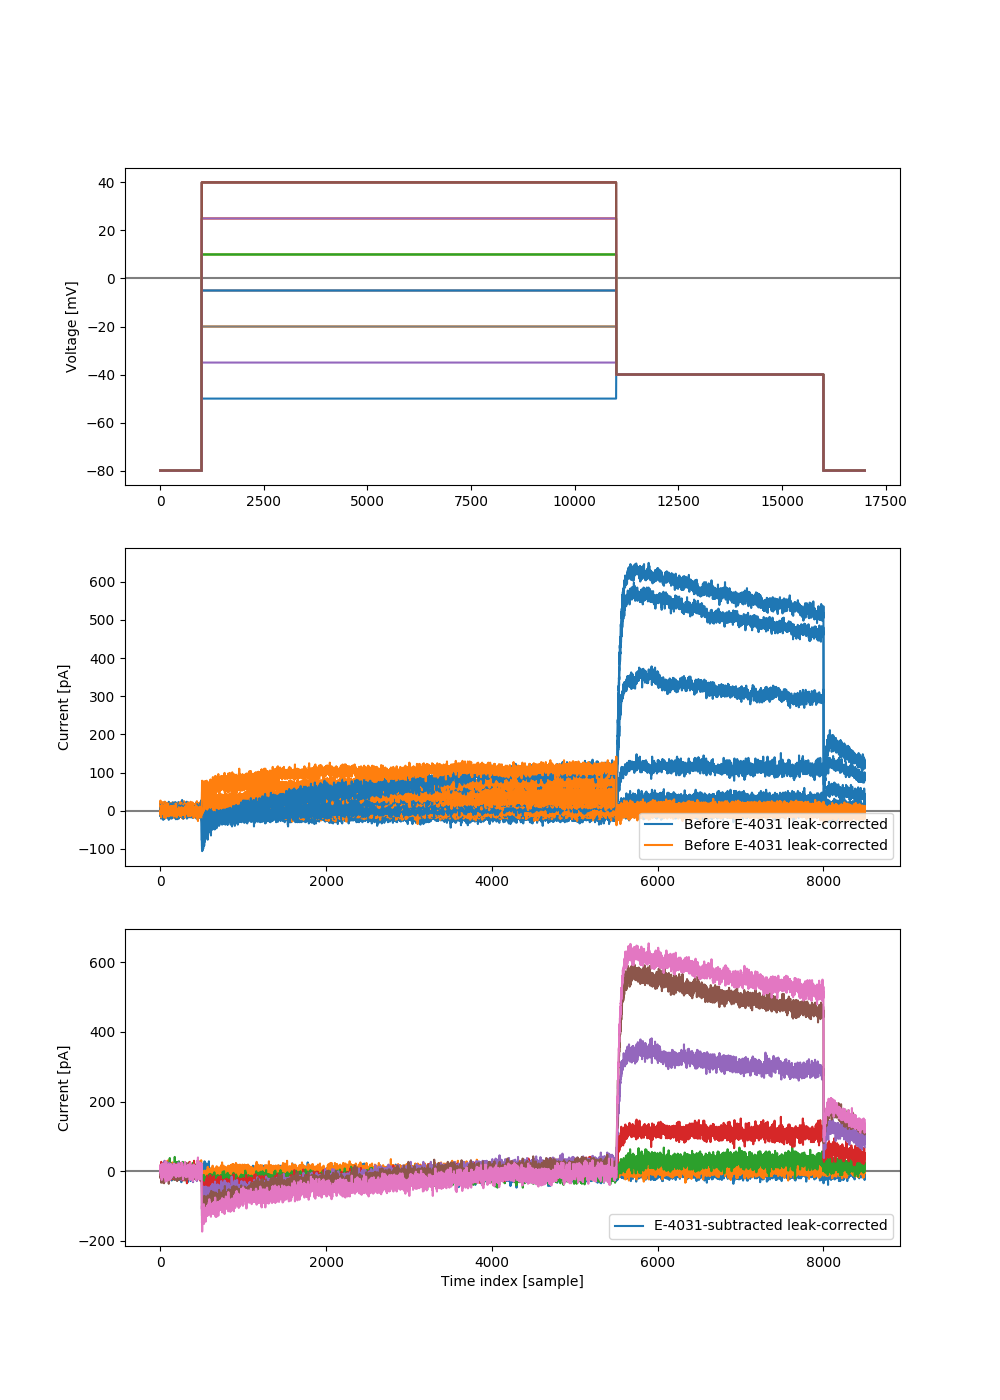 40
20
0
−20
−40
−60
−80
Voltage [mV]
0 2500 5000 7500 10000 12500 15000 17500
600
500
400
300
200
100
0
−100
Current [pA]
Before E-4031 leak-corrected
Before E-4031 leak-corrected
0 2000 4000 6000 8000
600
400
200
0
−200
Current [pA]
E-4031-subtracted leak-corrected
0 2000 4000 6000 8000
Time index [sample]